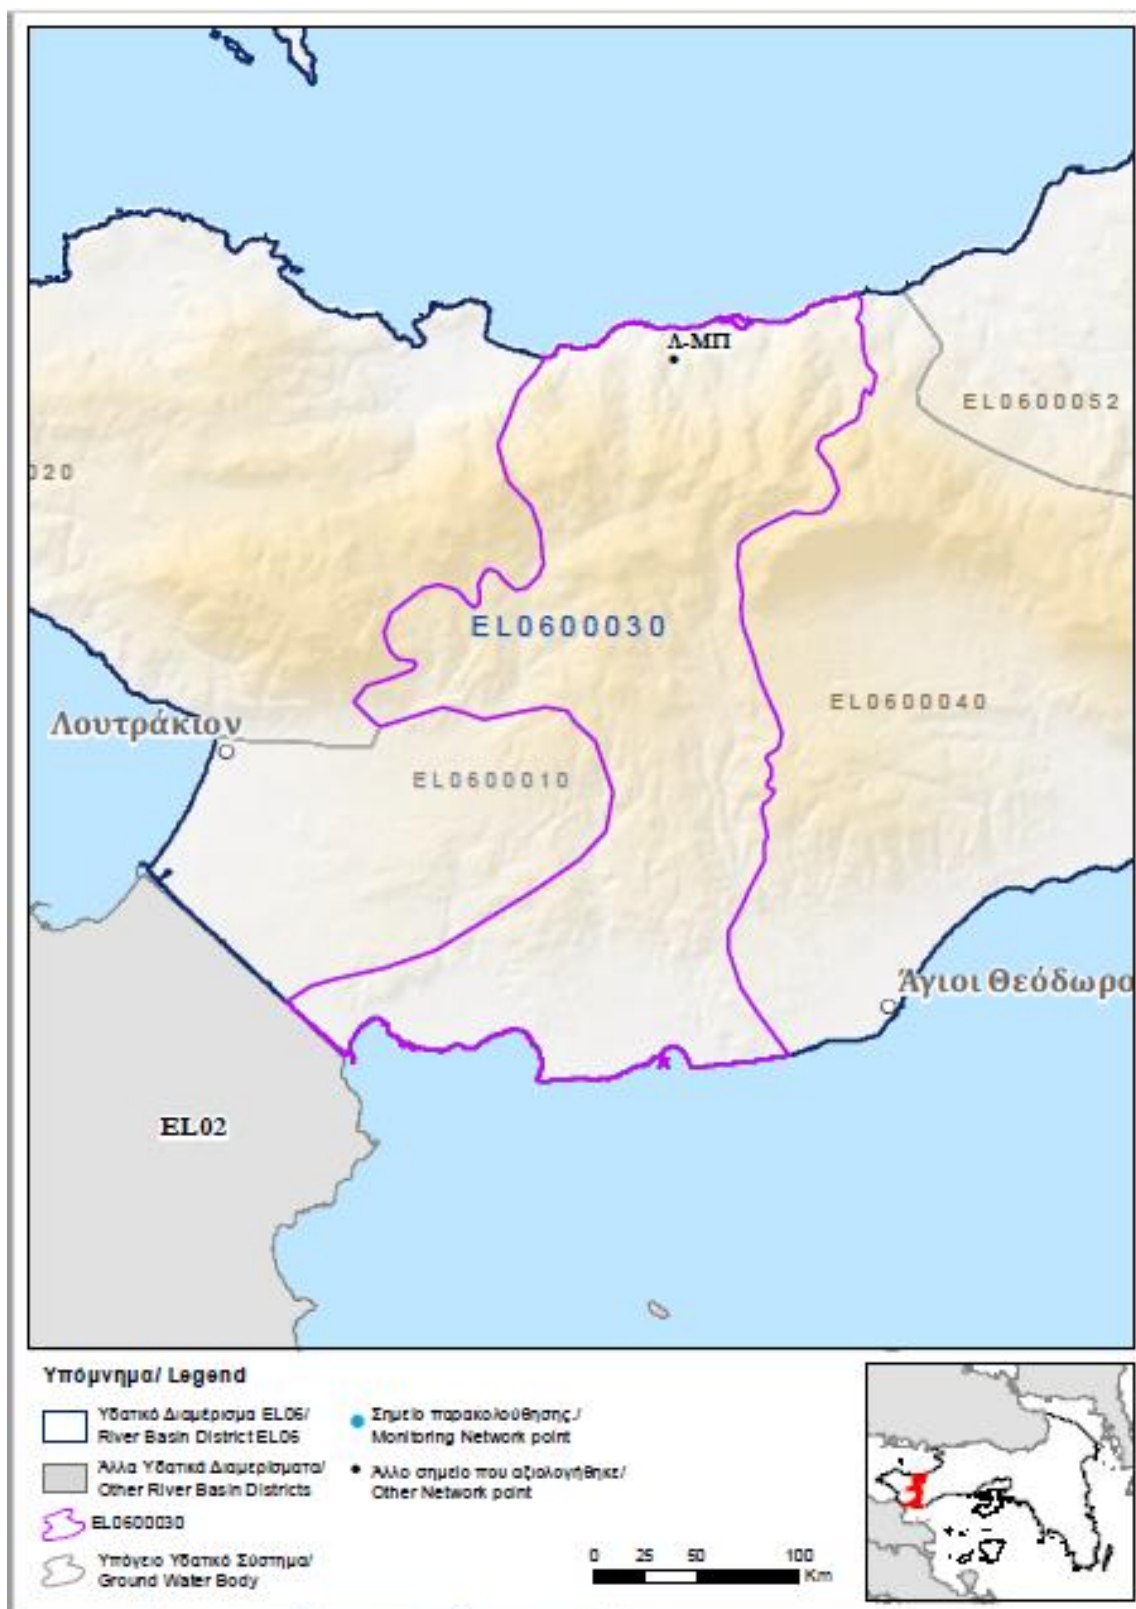 Λ-ΜΠ
EL0600052
020
EL0600030
EL0600040
Λουτράκιον
EL0600010
Άγιοι Θεόδωρο
EL02
Υπόμνημα/ Legend
Υδατικό Διαμέρισμα EL06/
River Basin District EL06
Άλλα Υδατικά Διαμερίσματα/
Other River Basin Districts
EL0600030
Υπόγειο Υδατικό Σύστημα/
Ground Water Body
Σημείο παρακολούθησης /
Monitoring Network point
Άλλο σημείο που αξιολογήθηκε/
Other Network point
0 25 50 100
Km